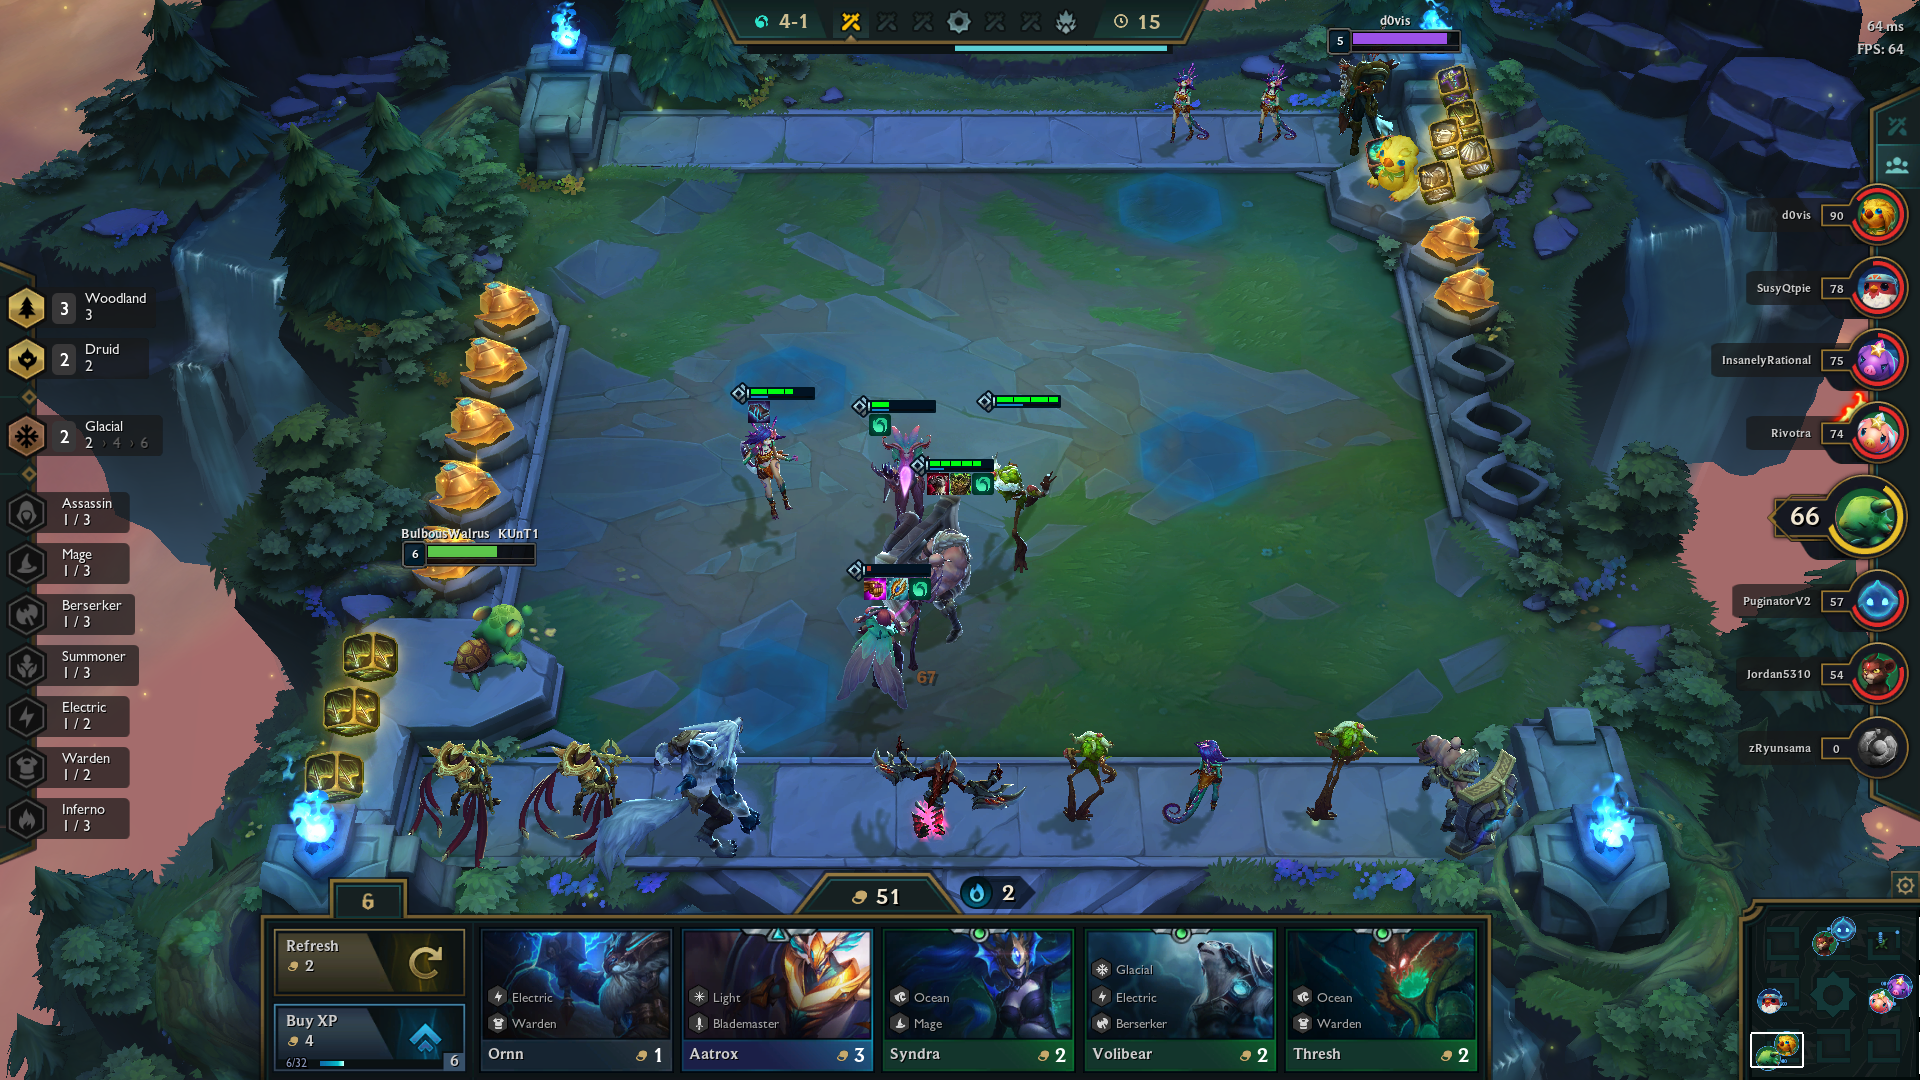 4-1
15
d0vis
5
64 ms
FPS: 64
d0vis
90
SusyQtpie
78
InsanelyRational
75
Rivotra
74
66
PuginatorV2
57
Jordan5310
54
zRyunsama
0
3
Woodland
3
2
Druid
2
2
Glacial
2 › 4 › 6
Assassin
1 / 3
Mage
1 / 3
Berserker
1 / 3
Summoner
1 / 3
Electric
1 / 2
Warden
1 / 2
Inferno
1 / 3
BulbousWalrus KUnT1
6
67
6
51
2
Refresh
2
Buy XP
4
6/32
6
Electric
Warden
Ornn
1
Light
Blademaster
Aatrox
3
Ocean
Mage
Syndra
2
Glacial
Electric
Berserker
Volibear
2
Ocean
Warden
Thresh
2